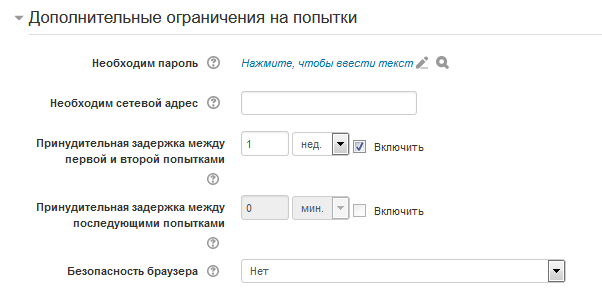 Дополнительные ограничения на попытки
Необходим пароль
Нажмите, чтобы ввести текст
Необходим сетевой адрес
Принудительная задержка между первой и второй попытками
1 нед. Включить
Принудительная задержка между последующими попытками
0 мин. Включить
Безопасность браузера
Нет